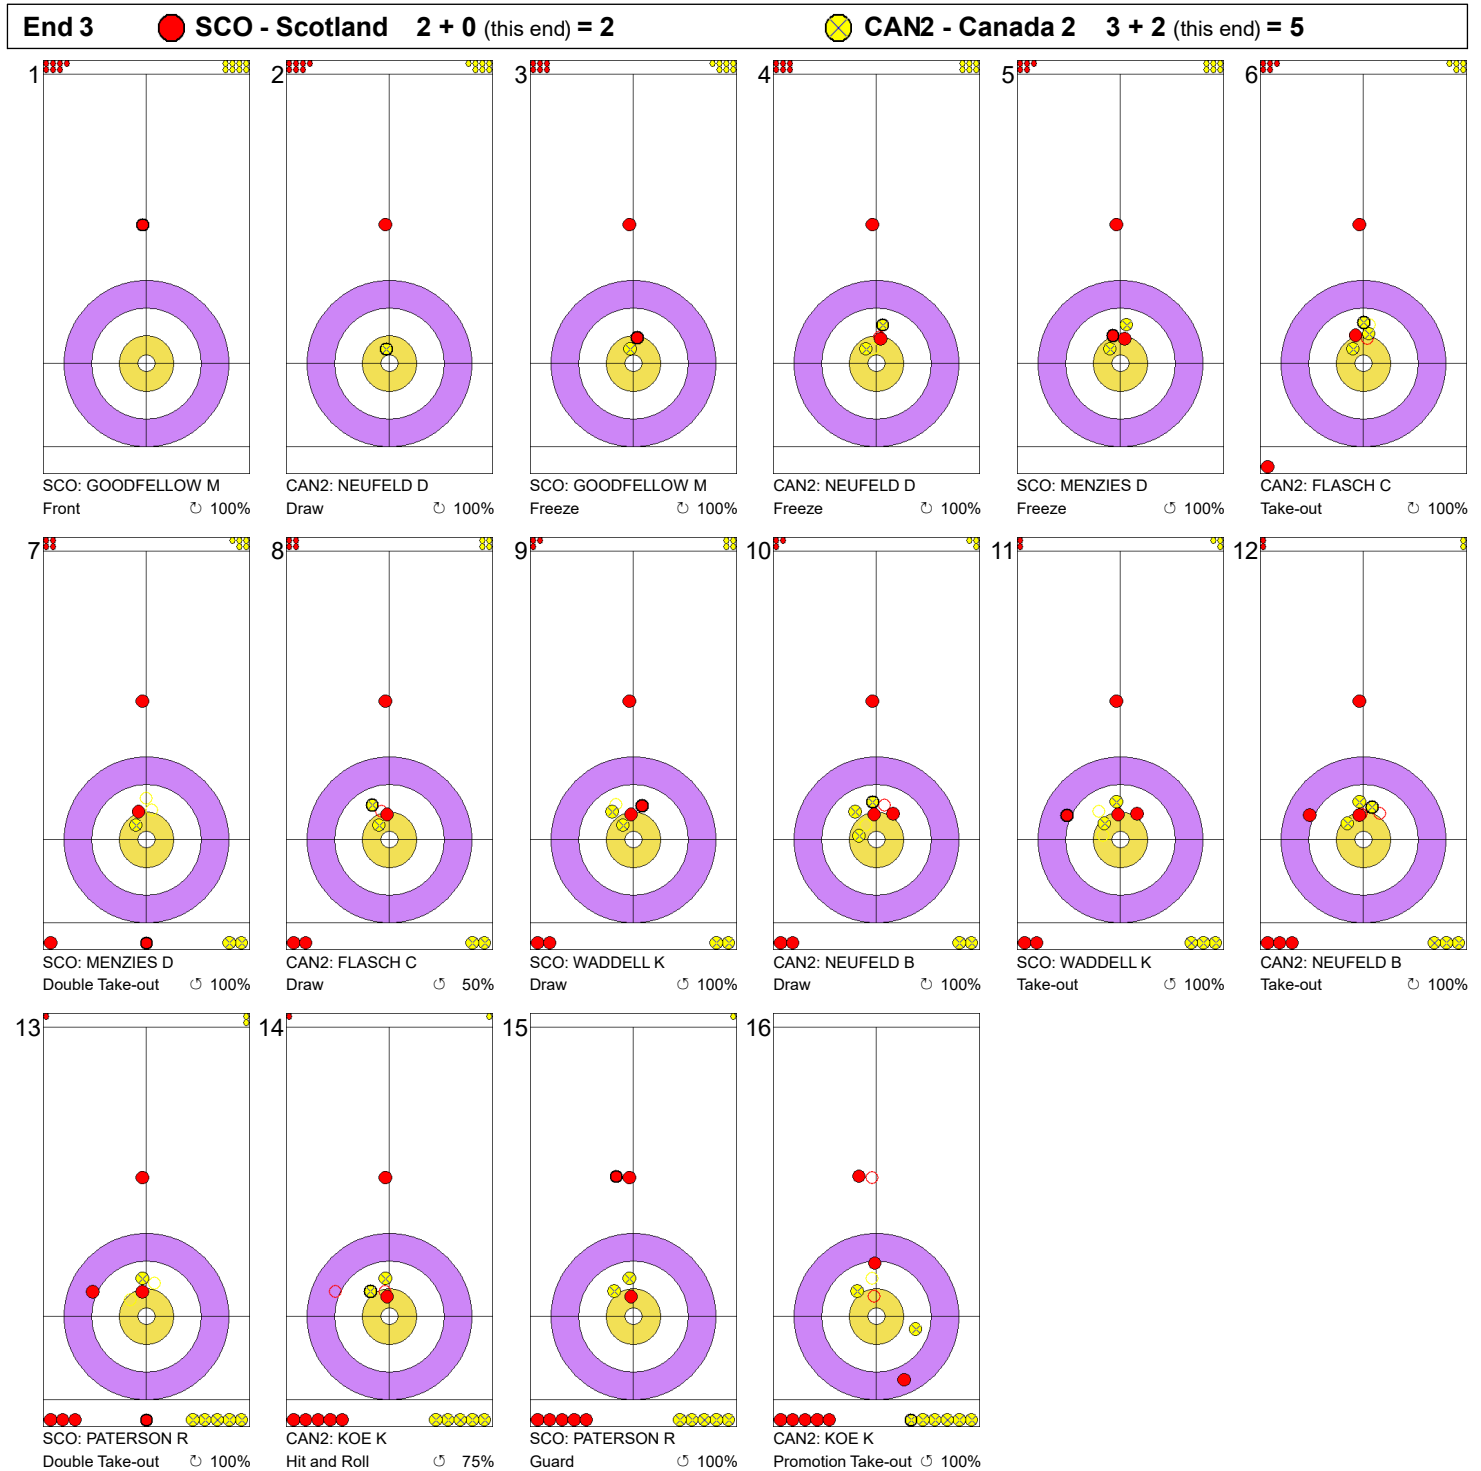 End 3 SCO - Scotland 2 + 0 (this end) = 2 CAN2 - Canada 2 3 + 2 (this end) = 5
1 2 3 4 5 6
SCO: GOODFELLOW M CAN2: NEUFELD D SCO: GOODFELLOW M CAN2: NEUFELD D SCO: MENZIES D CAN2: FLASCH C
Front ↻ 100% Draw ↻ 100% Freeze ↻ 100% Freeze ↻ 100% Freeze ↻ 100% Take-out ↻ 100%
7 8 9 10 11 12
SCO: MENZIES D CAN2: FLASCH C SCO: WADDELL K CAN2: NEUFELD B SCO: WADDELL K CAN2: NEUFELD B
Double Take-out ↺ 100% Draw ↺ 50% Draw ↺ 100% Draw ↻ 100% Take-out ↺ 100% Take-out ↻ 100%
13 14 15 16
SCO: PATERSON R CAN2: KOE K SCO: PATERSON R CAN2: KOE K
Double Take-out ↻ 100% Hit and Roll ↺ 75% Guard ↺ 100% Promotion Take-out ↺ 100%